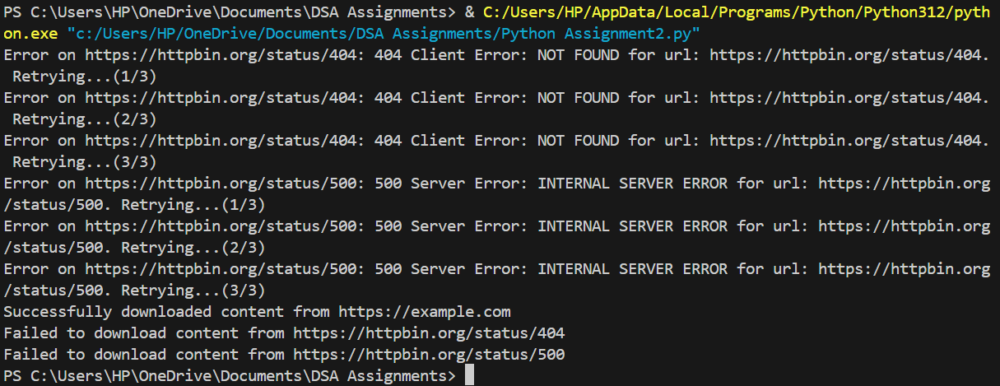 PS C:\Users\HP\OneDrive\Documents\DSA Assignments> & C:/Users/HP/AppData/Local/Programs/Python/Python312/pyth
on.exe "c:/Users/HP/OneDrive/Documents/DSA Assignments/Python Assignment2.py"
Error on https://httpbin.org/status/404: 404 Client Error: NOT FOUND for url: https://httpbin.org/status/404.
 Retrying...(1/3)
Error on https://httpbin.org/status/404: 404 Client Error: NOT FOUND for url: https://httpbin.org/status/404.
 Retrying...(2/3)
Error on https://httpbin.org/status/404: 404 Client Error: NOT FOUND for url: https://httpbin.org/status/404.
 Retrying...(3/3)
Error on https://httpbin.org/status/500: 500 Server Error: INTERNAL SERVER ERROR for url: https://httpbin.org
/status/500. Retrying...(1/3)
Error on https://httpbin.org/status/500: 500 Server Error: INTERNAL SERVER ERROR for url: https://httpbin.org
/status/500. Retrying...(2/3)
Error on https://httpbin.org/status/500: 500 Server Error: INTERNAL SERVER ERROR for url: https://httpbin.org
/status/500. Retrying...(3/3)
Successfully downloaded content from https://example.com
Failed to download content from https://httpbin.org/status/404
Failed to download content from https://httpbin.org/status/500
PS C:\Users\HP\OneDrive\Documents\DSA Assignments>